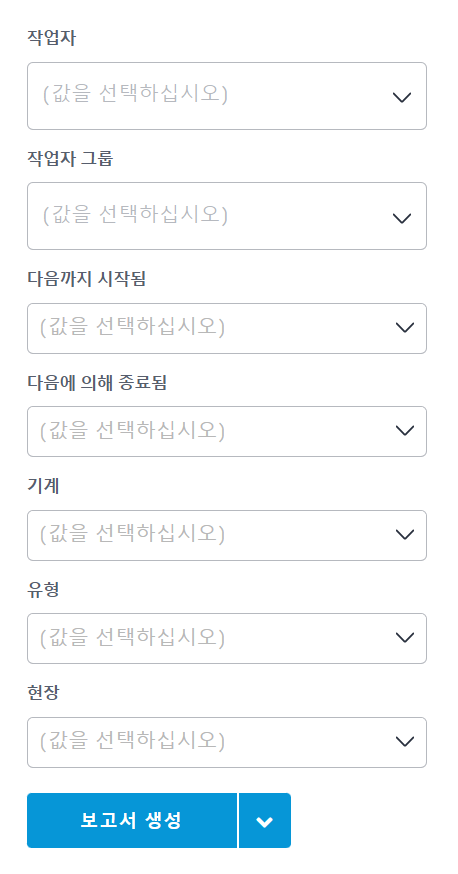 작업자
(값을 선택하십시오)
작업자 그룹
(값을 선택하십시오)
다음까지 시작됨
(값을 선택하십시오)
다음에 의해 종료됨
(값을 선택하십시오)
기계
(값을 선택하십시오)
유형
(값을 선택하십시오)
현장
(값을 선택하십시오)
보고서 생성